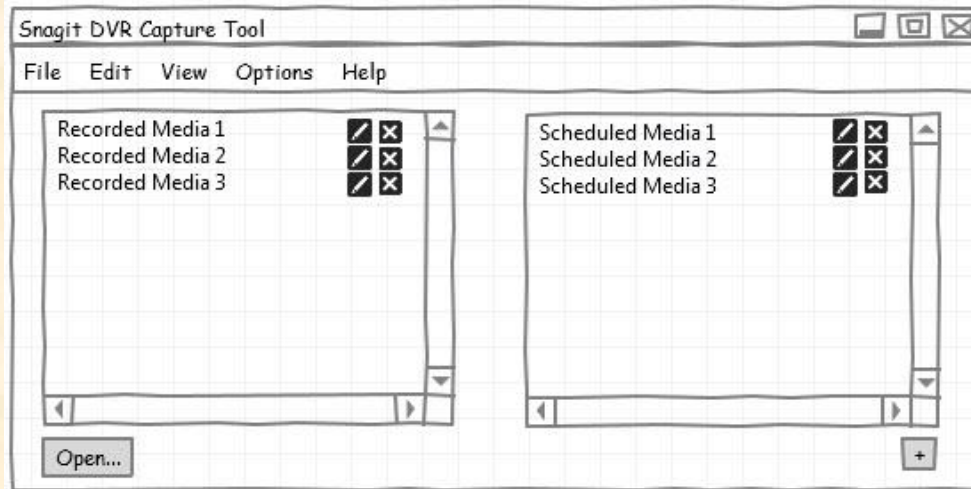 Snagit DVR Capture Tool
File Edit View Options Help
Recorded Media 1
Recorded Media 2
Recorded Media 3
Scheduled Media 1
Scheduled Media 2
Scheduled Media 3
Open...
+